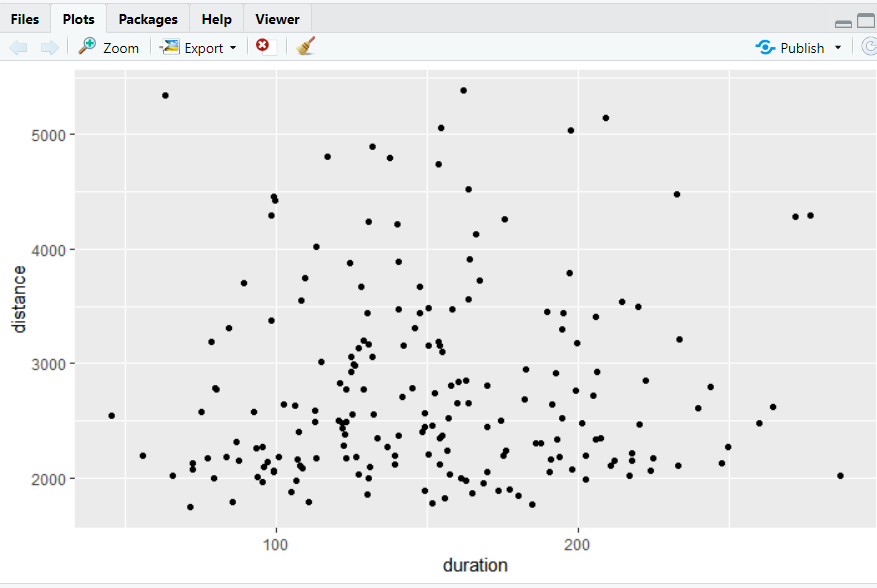 Files Plots Packages Help Viewer
Zoom Export Publish
5000
4000
3000
2000
distance
100 200
duration